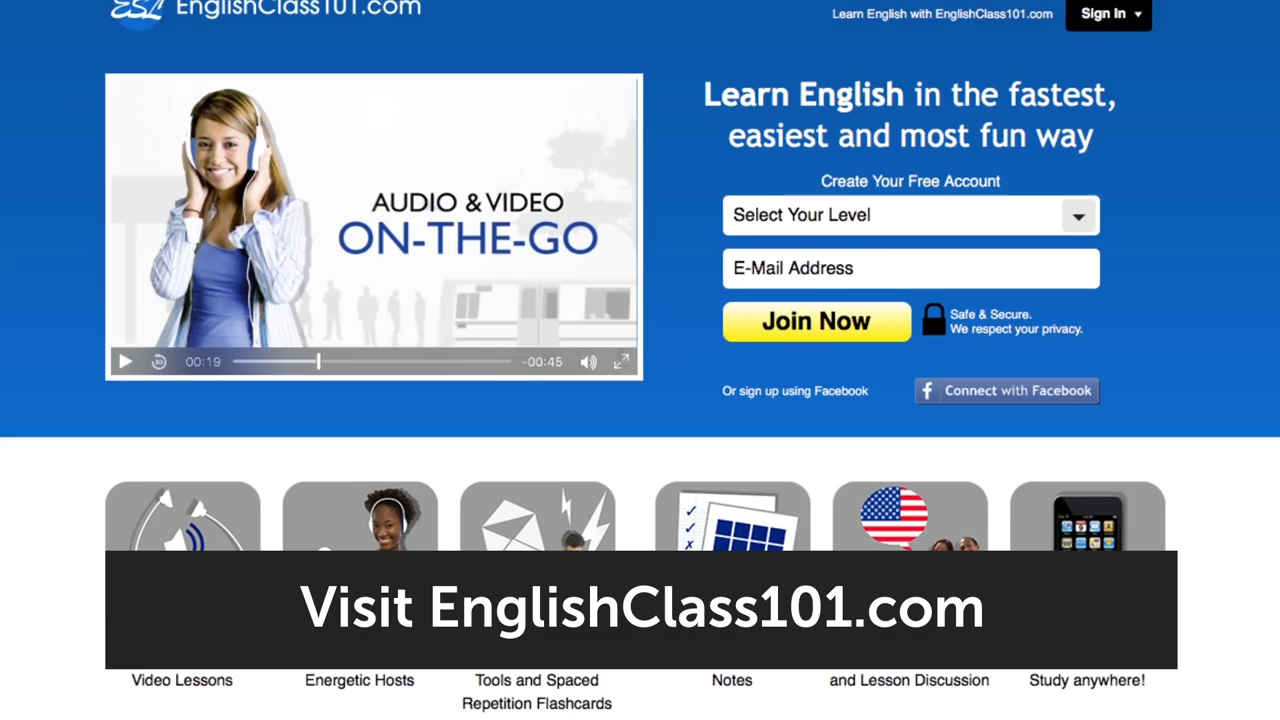 ESL EnglishClass101.com
Learn English with EnglishClass101.com
Sign In
AUDIO & VIDEO
ON-THE-GO
00:19
-00:45
30
Learn English in the fastest,
easiest and most fun way
Create Your Free Account
Select Your Level
E-Mail Address
Join Now
Safe & Secure.
We respect your privacy.
Or sign up using Facebook
f Connect with Facebook
Visit EnglishClass101.com
Video Lessons
Energetic Hosts
Tools and Spaced
Repetition Flashcards
Notes
and Lesson Discussion
Study anywhere!